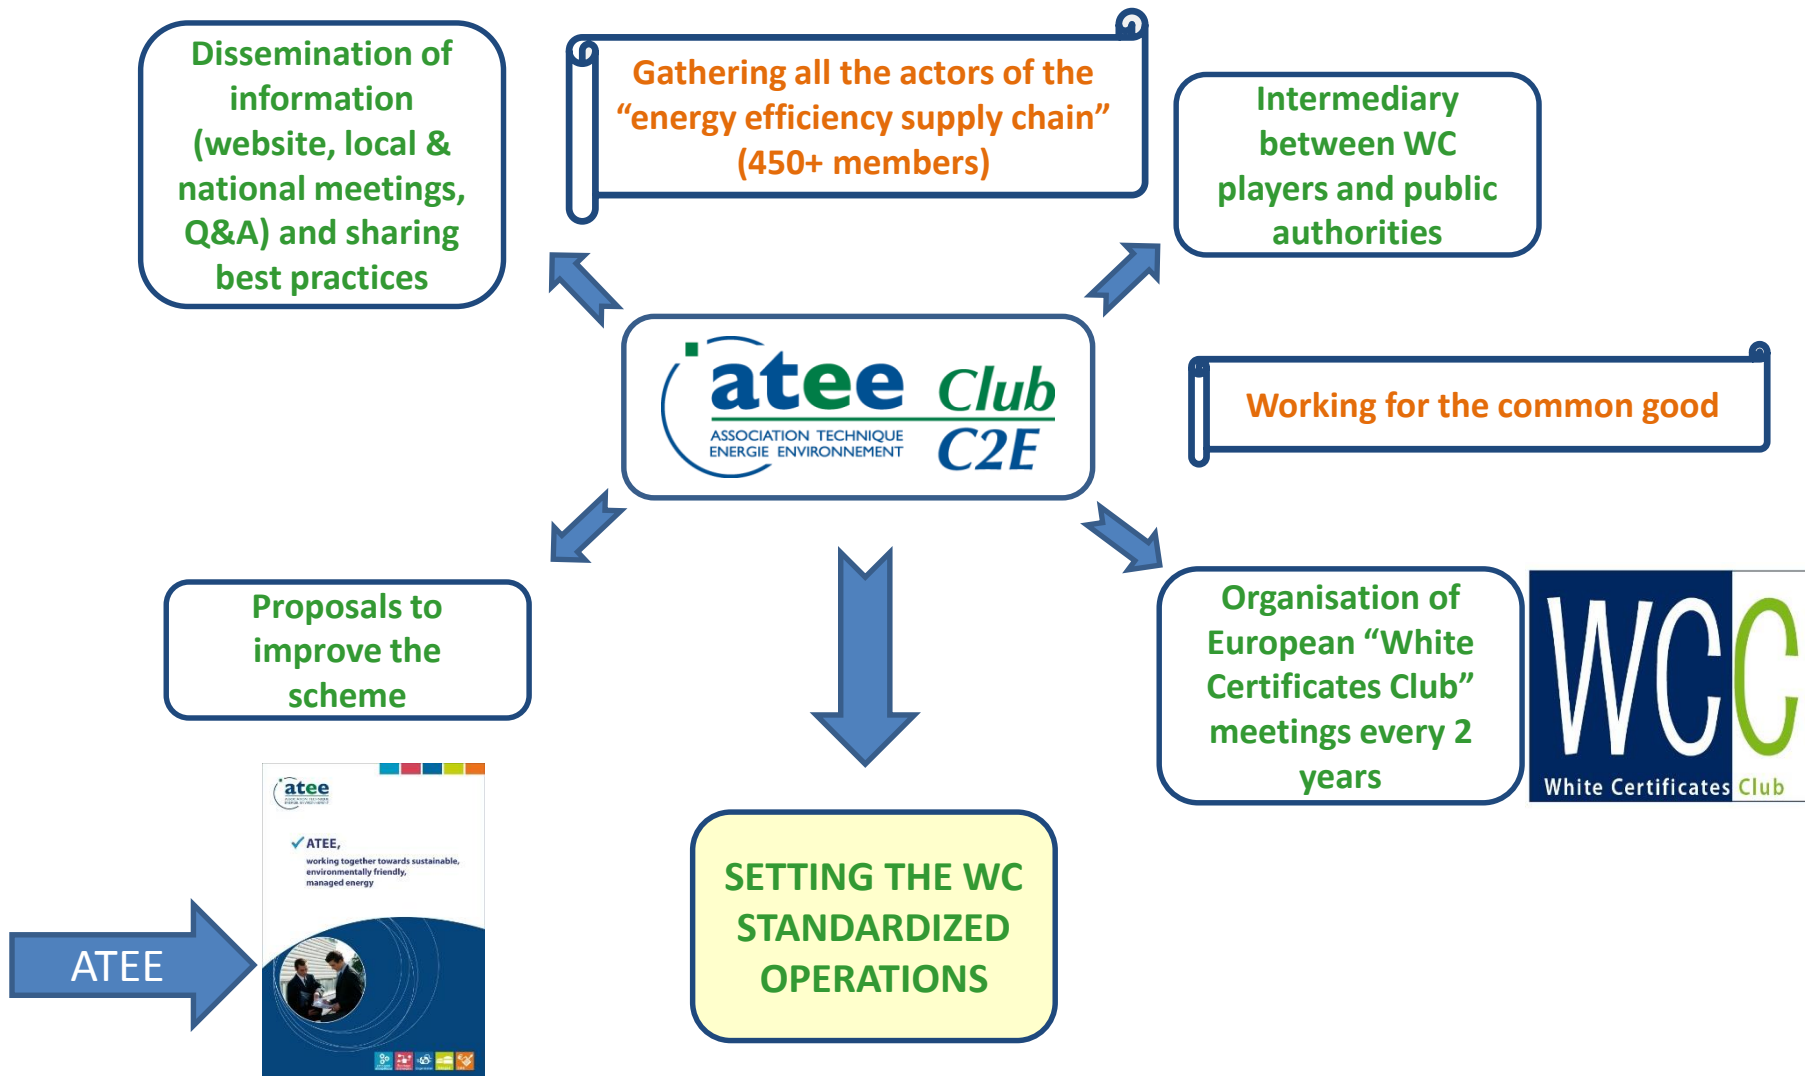 Dissemination of
information
(website, local &
national meetings,
Q&A) and sharing
best practices
Gathering all the actors of the
“energy efficiency supply chain”
(450+ members)
Intermediary
between WC
players and public
authorities
atee Club
ASSOCIATION TECHNIQUE
ENERGIE ENVIRONNEMENT
C2E
Working for the common good
Proposals to
improve the
scheme
Organisation of
European “White
Certificates Club”
meetings every 2
years
WCC
White Certificates Club
atee
ATEE,
working together towards sustainable,
environmentally friendly,
managed energy
ATEE
SETTING THE WC
STANDARDIZED
OPERATIONS